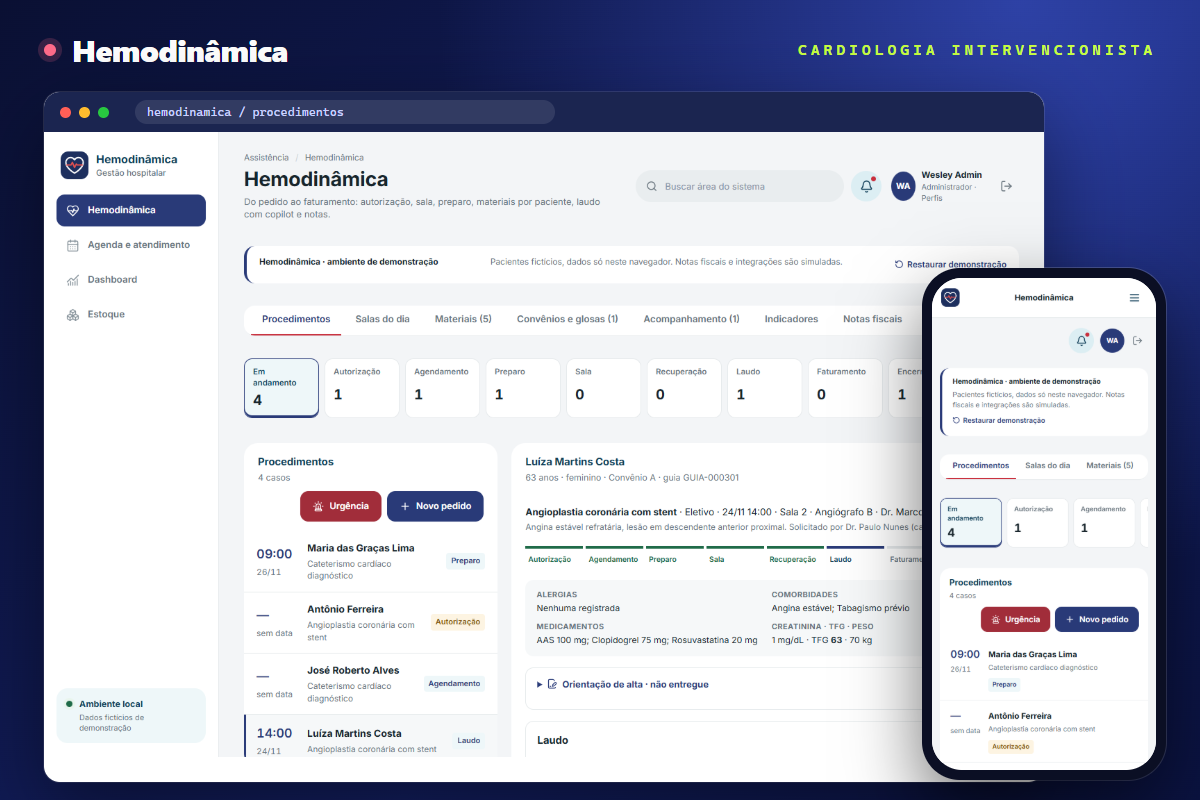 Hemodinâmica
CARDIOLOGIA INTERVENCIONISTA
hemodinamica / procedimentos
Hemodinâmica
Gestão hospitalar
Hemodinâmica
Agenda e atendimento
Dashboard
Estoque
Ambiente local
Dados fictícios de
demonstração
Assistência / Hemodinâmica
Hemodinâmica
Do pedido ao faturamento: autorização, sala, preparo, materiais por paciente, laudo
com copilot e notas.
Buscar área do sistema
WA
Wesley Admin
Administrador ·
Perfis
Hemodinâmica · ambiente de demonstração
Pacientes fictícios, dados só neste navegador. Notas fiscais e integrações são simuladas.
Restaurar demonstração
Procedimentos
Salas do dia
Materiais (5)
Convênios e glosas (1)
Acompanhamento (1)
Indicadores
Notas fiscais
Em
andamento
4
Autorização
1
Agendamento
1
Preparo
1
Sala
0
Recuperação
0
Laudo
1
Faturamento
0
Encer
1
Procedimentos
4 casos
Urgência
+ Novo pedido
09:00
26/11
Maria das Graças Lima
Cateterismo cardíaco
diagnóstico
Preparo
—
sem data
Antônio Ferreira
Angioplastia coronária com
stent
Autorização
—
sem data
José Roberto Alves
Cateterismo cardíaco
diagnóstico
Agendamento
14:00
24/11
Luíza Martins Costa
Angioplastia coronária com stent
Laudo
Luíza Martins Costa
63 anos · feminino · Convênio A · guia GUIA-000301
Angioplastia coronária com stent · Eletivo · 24/11 14:00 · Sala 2 · Angiógrafo B · Dr. Marco
Angina estável refratária, lesão em descendente anterior proximal. Solicitado por Dr. Paulo Nunes (ca
Autorização
Agendamento
Preparo
Sala
Recuperação
Laudo
Faturame
ALERGIAS
Nenhuma registrada
COMORBIDADES
Angina estável; Tabagismo prévio
MEDICAMENTOS
AAS 100 mg; Clopidogrel 75 mg; Rosuvastatina 20 mg
CREATININA · TFG · PESO
1 mg/dL · TFG 63 · 70 kg
Orientação de alta · não entregue
Laudo
Hemodinâmica
WA
Hemodinâmica · ambiente de demonstração
Pacientes fictícios, dados só neste navegador. Notas
fiscais e integrações são simuladas.
Restaurar demonstração
Procedimentos
Salas do dia
Materiais (5)
Em
andamento
4
Autorização
1
Agendamento
1
Procedimentos
4 casos
Urgência
+ Novo pedido
09:00
26/11
Maria das Graças Lima
Cateterismo cardíaco diagnóstico
Preparo
—
sem data
Antônio Ferreira
Angioplastia coronária com stent
Autorização